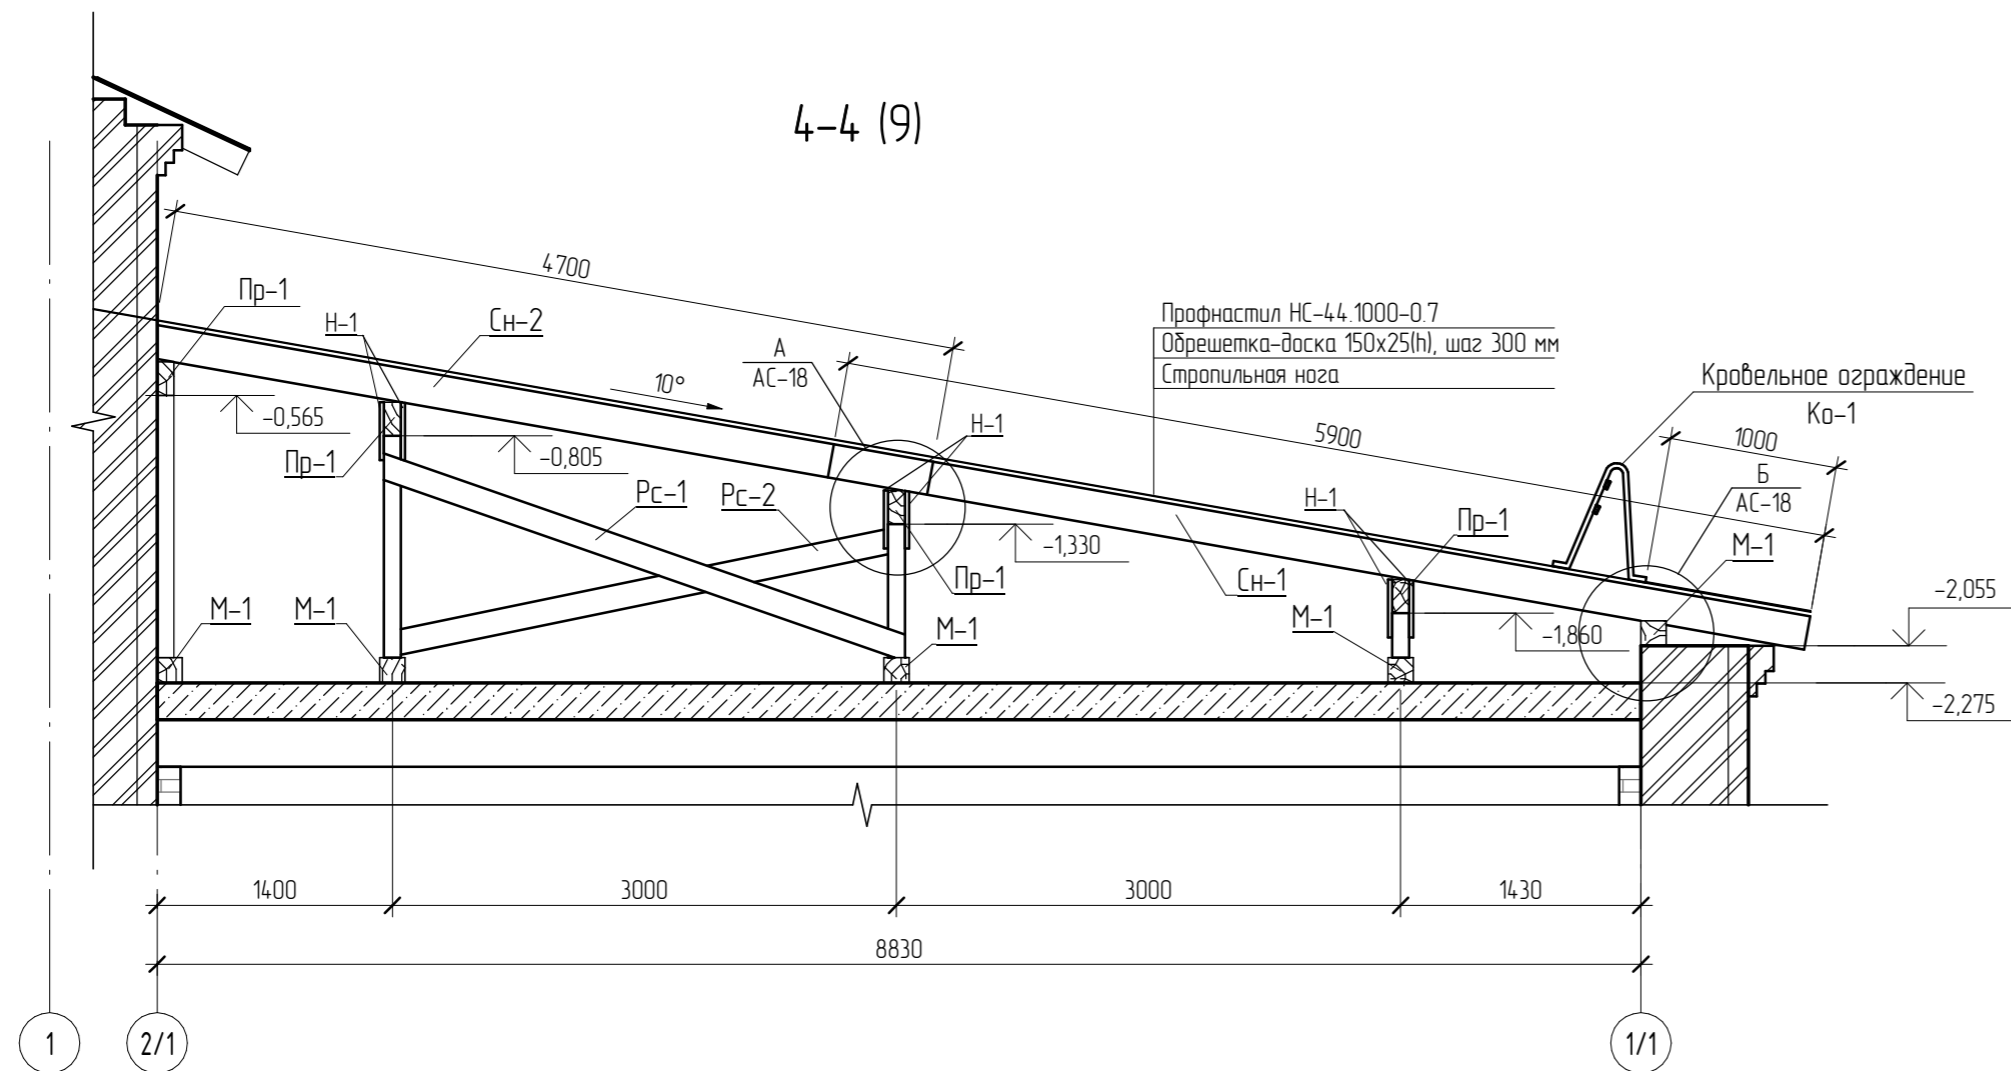 4-4 (9)
4700
Пр-1
Н-1
Сн-2
А
АС-18
10°
Профнастил НС-44.1000-0.7
Обрешетка-доска 150х25(h), шаг 300 мм
Стропильная нога
Кровельное ограждение
Ко-1
5900
1000
Б
АС-18
-0,565
Пр-1
-0,805
Н-1
Рс-1
Рс-2
-1,330
Пр-1
Н-1
Пр-1
Сн-1
М-1
-2,055
М-1
М-1
М-1
М-1
-1,860
-2,275
1400
3000
3000
1430
8830
1
2/1
1/1